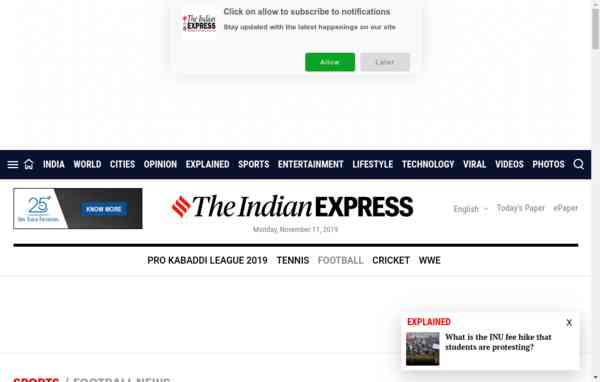 Click on allow to subscribe to notifications
The Indian
EXPRESS
Stay updated with the latest happenings on our site
Allow
Later
INDIA WORLD CITIES OPINION EXPLAINED SPORTS ENTERTAINMENT LIFESTYLE TECHNOLOGY VIRAL VIDEOS PHOTOS
25
KNOW MORE
The Indian EXPRESS
English
Today's Paper
ePaper
Monday, November 11, 2019
PRO KABADDI LEAGUE 2019 TENNIS FOOTBALL CRICKET WWE
EXPLAINED X
What is the JNU fee hike that
students are protesting?
SPORTS / FOOTBALL NEWS